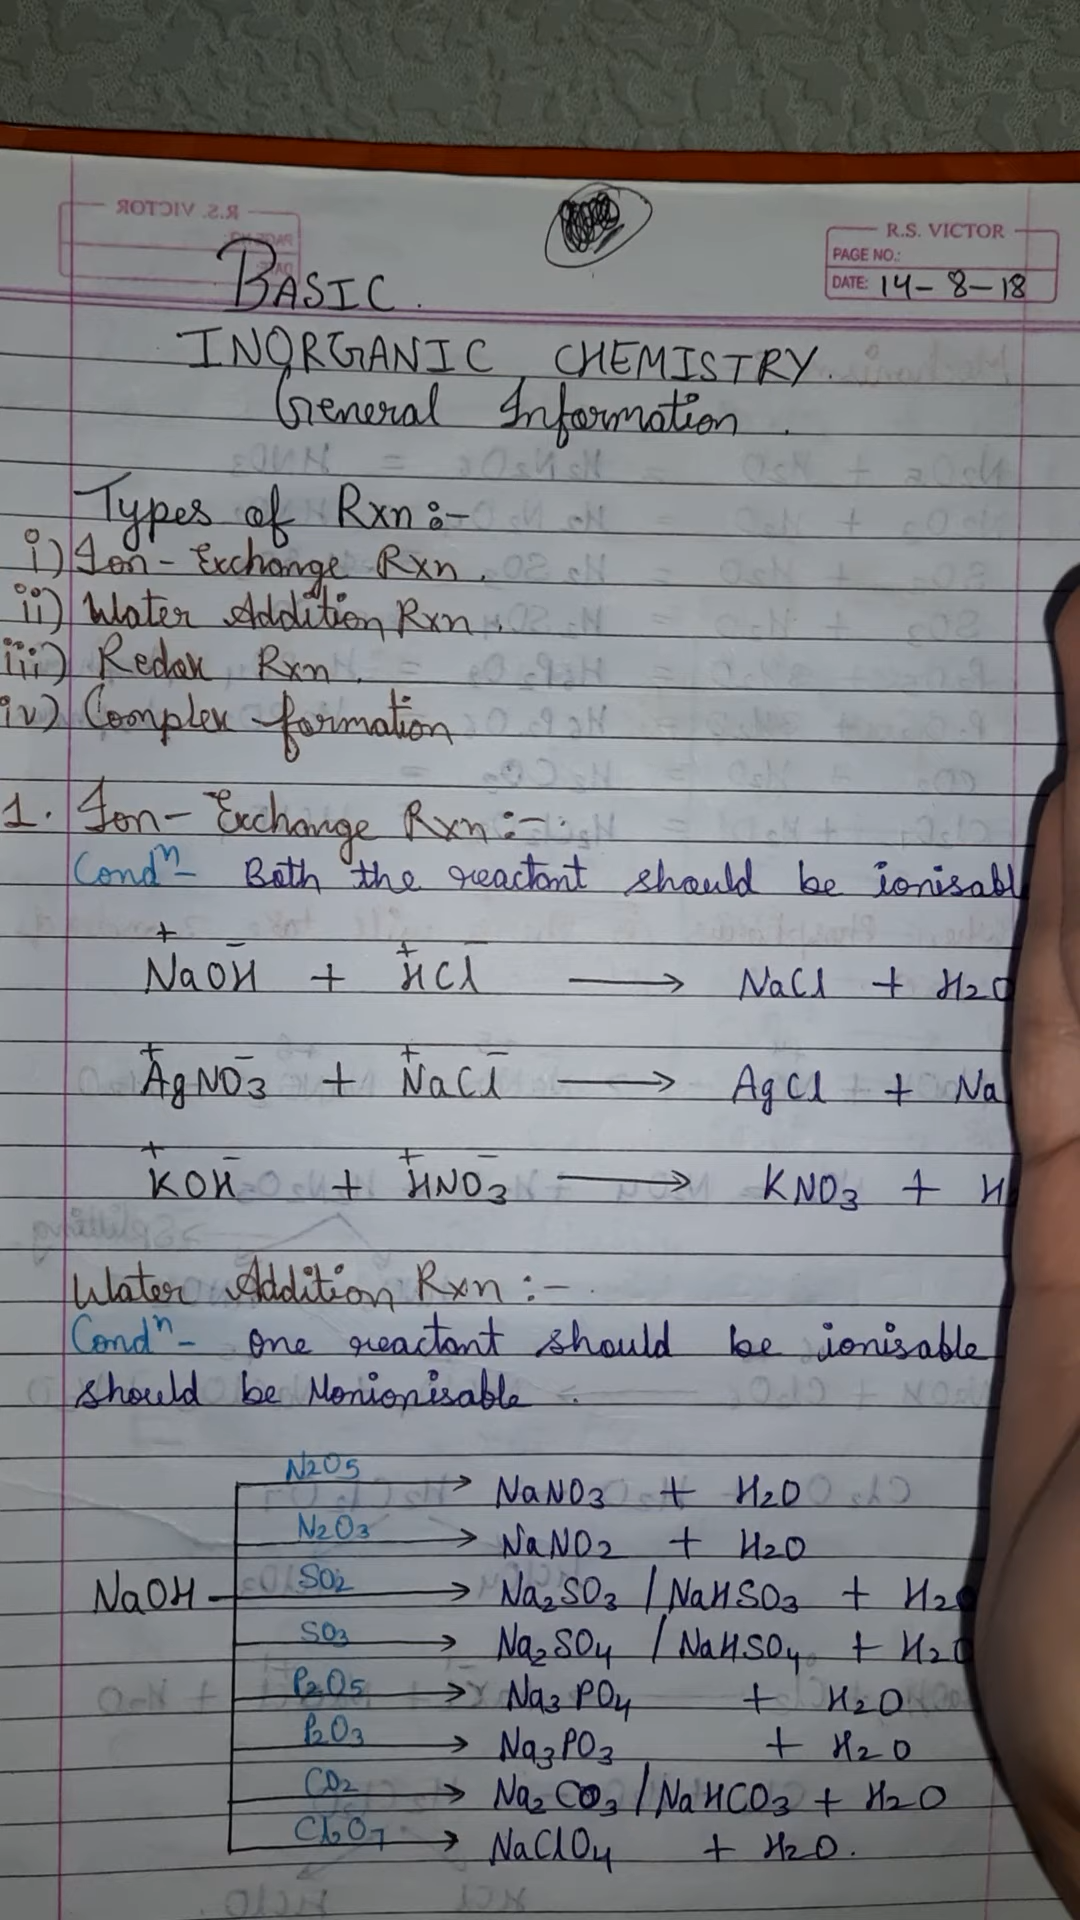 R.S. VICTOR
PAGE NO.:
DATE: 14-8-18
BASIC.
INORGANIC CHEMISTRY.
General Information.
Types of Rxn:-
i) Ion-Exchange Rxn.
ii) Water Addition Rxn.
iii) Redox Rxn.
iv) Complex formation
1. Ion-Exchange Rxn:-
Condⁿ- Both the reactant should be ionisabl
+ - + -
NaOH + HCl ⟶ NaCl + H2O
+ - + -
AgNO3 + NaCl ⟶ AgCl + Na
+ - + -
KOH + HNO3 ⟶ KNO3 + H
Water Addition Rxn:-
Condⁿ- one reactant should be ionisable
should be Nonionisable.
N2O5 → NaNO3 + H2O
N2O3 → NaNO2 + H2O
NaOH SO2 → Na2SO3 / NaHSO3 + H2O
SO3 → Na2SO4 / NaHSO4 + H2O
P2O5 → Na3PO4 + H2O
P2O3 → Na3PO3 + H2O
CO2 → Na2CO3 / NaHCO3 + H2O
Cl2O7 → NaClO4 + H2O.